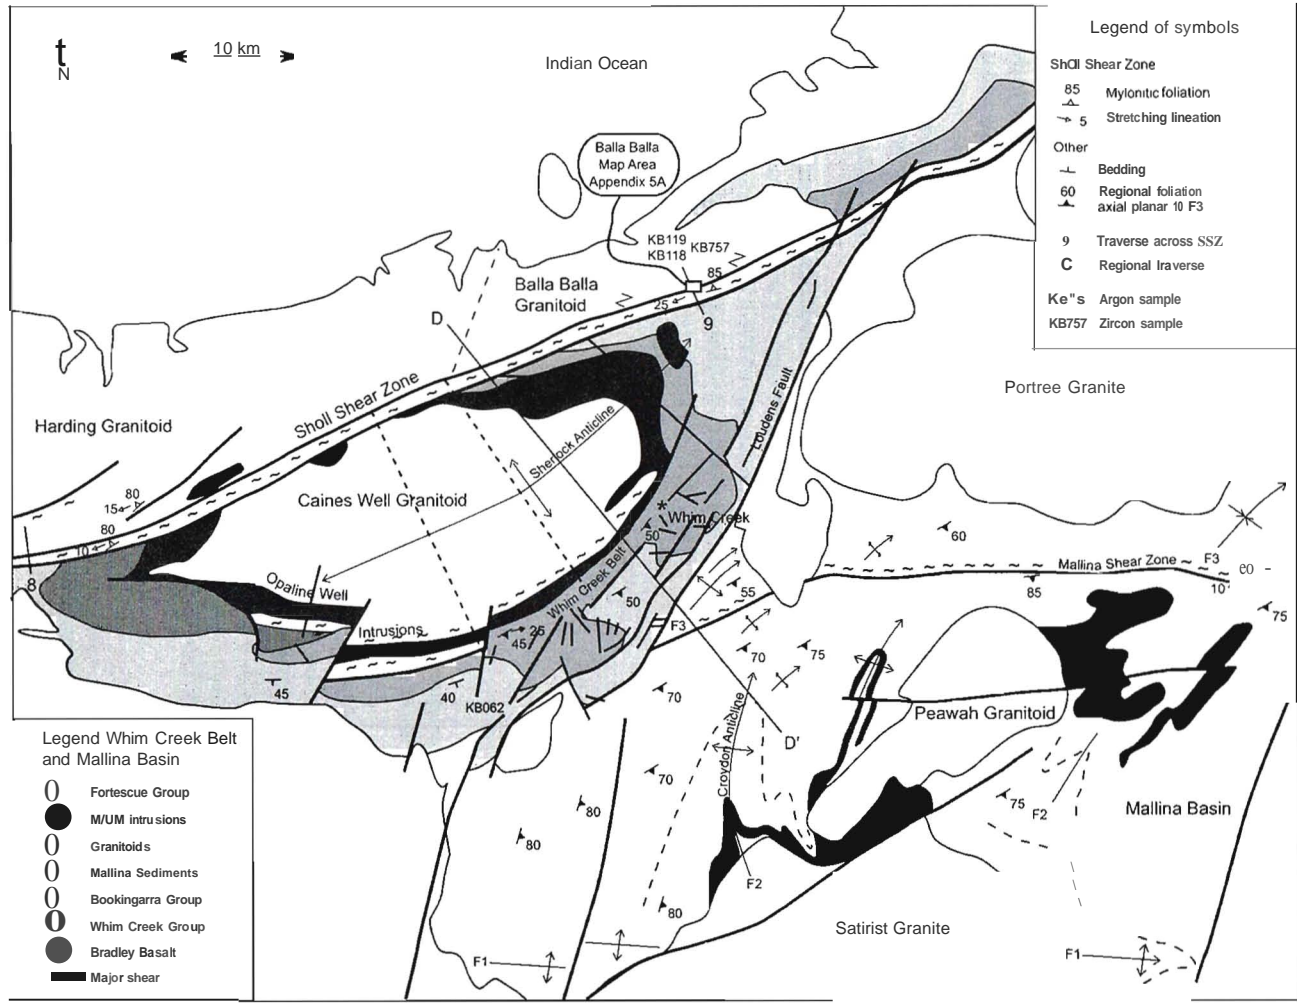 t
N
10 km
Indian Ocean
Legend of symbols
Sholl Shear Zone
85
Mylonitic foliation
5 Stretching lineation
Other
Bedding
60 Regional foliation
axial planar 10 F3
9 Traverse across SSZ
C Regional Iraverse
Ke"s Argon sample
KB757 Zircon sample
Balla Balla
Map Area
Appendix 5A
KB119
KB118
KB757
85
25
9
Balla Balla
Granitoid
D
Portree Granite
Loudens Fault
Sholl Shear Zone
Harding Granitoid
Sherlock Anticline
Caines Well Granitoid
80
15
80
10
8
*
Whim Creek
50
60
F3
Mallina Shear Zone
eo -
10
85
75
Opaline Well
Intrusions
Whim Creek Belt
50
55
F3
25
45
70
75
45
40
KB062
70
Peawah Granitoid
D'
Croydon Anticline
70
80
80
75
F2
Mallina Basin
F2
80
Satirist Granite
F1
F1
Legend Whim Creek Belt
and Mallina Basin
0 Fortescue Group
M/UM intrusions
0 Granitoids
0 Mallina Sediments
0 Bookingarra Group
0 Whim Creek Group
Bradley Basalt
Major shear